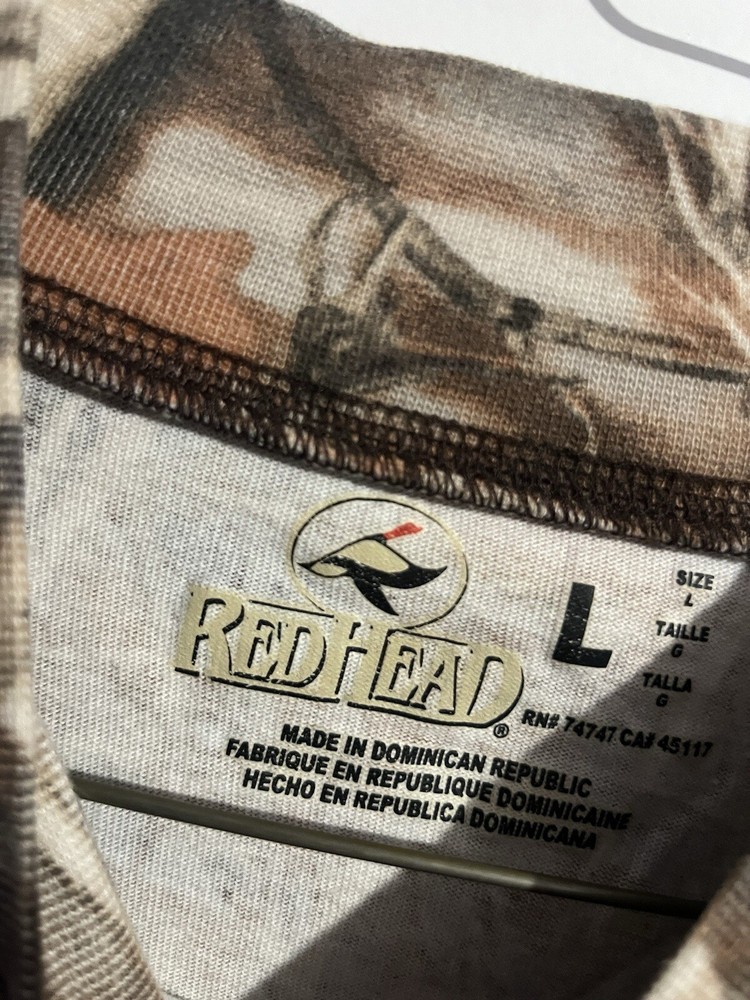 REDHEAD®
L
SIZE
L
TAILLE
G
TALLA
G
RN# 74747 CA# 45117
MADE IN DOMINICAN REPUBLIC
FABRIQUE EN REPUBLIQUE DOMINICAINE
HECHO EN REPUBLICA DOMINICANA